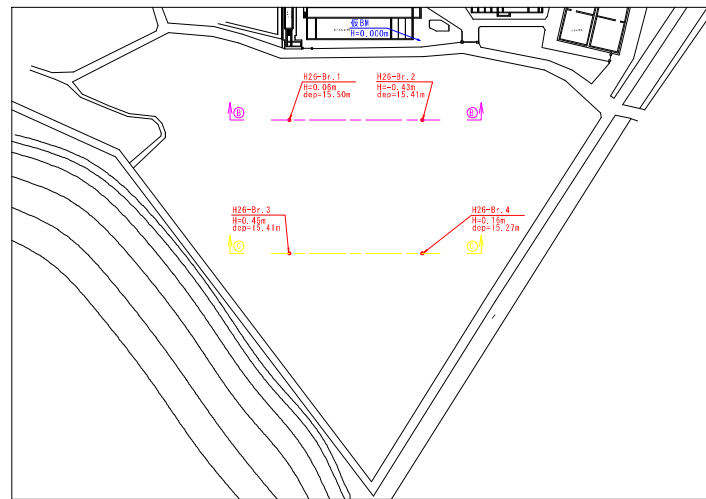 仮BM
H=0.000m
H26-Br.1
H=0.06m
dep=15.50m
H26-Br.2
H=-0.43m
dep=15.41m
B B
H26-Br.3
H=0.46m
dep=15.41m
H26-Br.4
H=0.16m
dep=15.27m